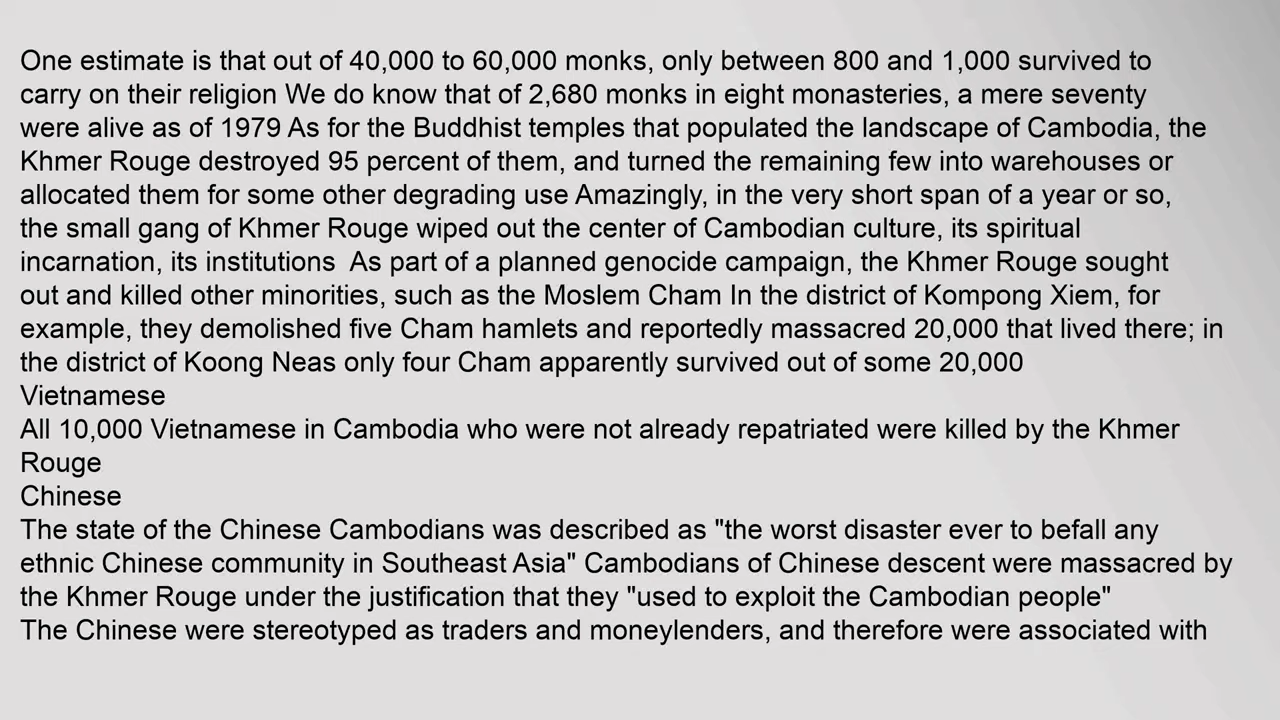 One estimate is that out of 40,000 to 60,000 monks, only between 800 and 1,000 survived to
carry on their religion We do know that of 2,680 monks in eight monasteries, a mere seventy
were alive as of 1979 As for the Buddhist temples that populated the landscape of Cambodia, the
Khmer Rouge destroyed 95 percent of them, and turned the remaining few into warehouses or
allocated them for some other degrading use Amazingly, in the very short span of a year or so,
the small gang of Khmer Rouge wiped out the center of Cambodian culture, its spiritual
incarnation, its institutions  As part of a planned genocide campaign, the Khmer Rouge sought
out and killed other minorities, such as the Moslem Cham In the district of Kompong Xiem, for
example, they demolished five Cham hamlets and reportedly massacred 20,000 that lived there; in
the district of Koong Neas only four Cham apparently survived out of some 20,000
Vietnamese
All 10,000 Vietnamese in Cambodia who were not already repatriated were killed by the Khmer
Rouge
Chinese
The state of the Chinese Cambodians was described as "the worst disaster ever to befall any
ethnic Chinese community in Southeast Asia" Cambodians of Chinese descent were massacred by
the Khmer Rouge under the justification that they "used to exploit the Cambodian people"
The Chinese were stereotyped as traders and moneylenders, and therefore were associated with